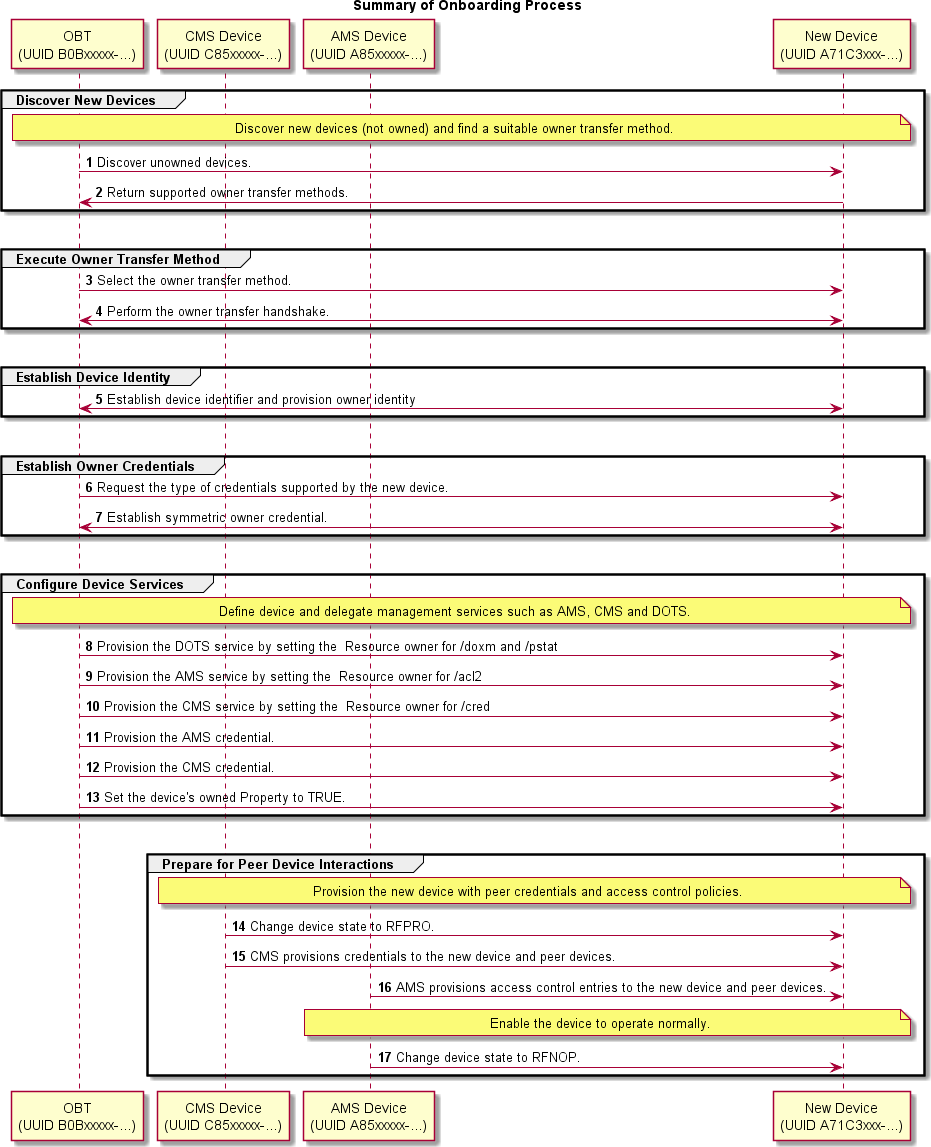 Summary of Onboarding Process
OBT
(UUID B0Bxxxxx-...)
CMS Device
(UUID C85xxxxx-...)
AMS Device
(UUID A85xxxxx-...)
New Device
(UUID A71C3xxx-...)
Discover New Devices
Discover new devices (not owned) and find a suitable owner transfer method.
1 Discover unowned devices.
2 Return supported owner transfer methods.
Execute Owner Transfer Method
3 Select the owner transfer method.
4 Perform the owner transfer handshake.
Establish Device Identity
5 Establish device identifier and provision owner identity
Establish Owner Credentials
6 Request the type of credentials supported by the new device.
7 Establish symmetric owner credential.
Configure Device Services
Define device and delegate management services such as AMS, CMS and DOTS.
8 Provision the DOTS service by setting the  Resource owner for /doxm and /pstat
9 Provision the AMS service by setting the  Resource owner for /acl2
10 Provision the CMS service by setting the  Resource owner for /cred
11 Provision the AMS credential.
12 Provision the CMS credential.
13 Set the device's owned Property to TRUE.
Prepare for Peer Device Interactions
Provision the new device with peer credentials and access control policies.
14 Change device state to RFPRO.
15 CMS provisions credentials to the new device and peer devices.
16 AMS provisions access control entries to the new device and peer devices.
Enable the device to operate normally.
17 Change device state to RFNOP.
OBT
(UUID B0Bxxxxx-...)
CMS Device
(UUID C85xxxxx-...)
AMS Device
(UUID A85xxxxx-...)
New Device
(UUID A71C3xxx-...)